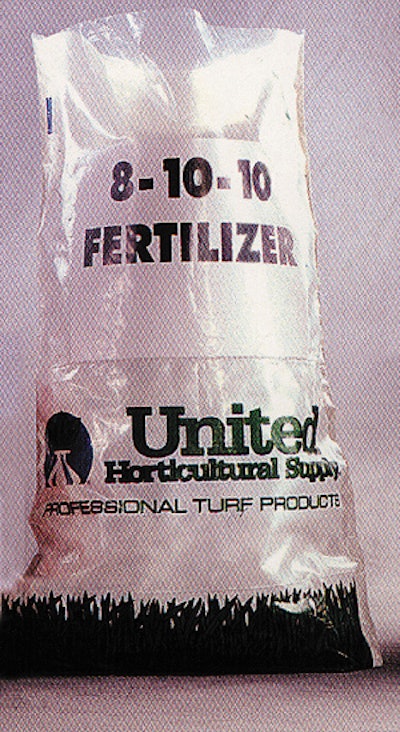 8-10-10
FERTILIZER
United
Horticultural Supply
PROFESSIONAL TURF PRODUCTS